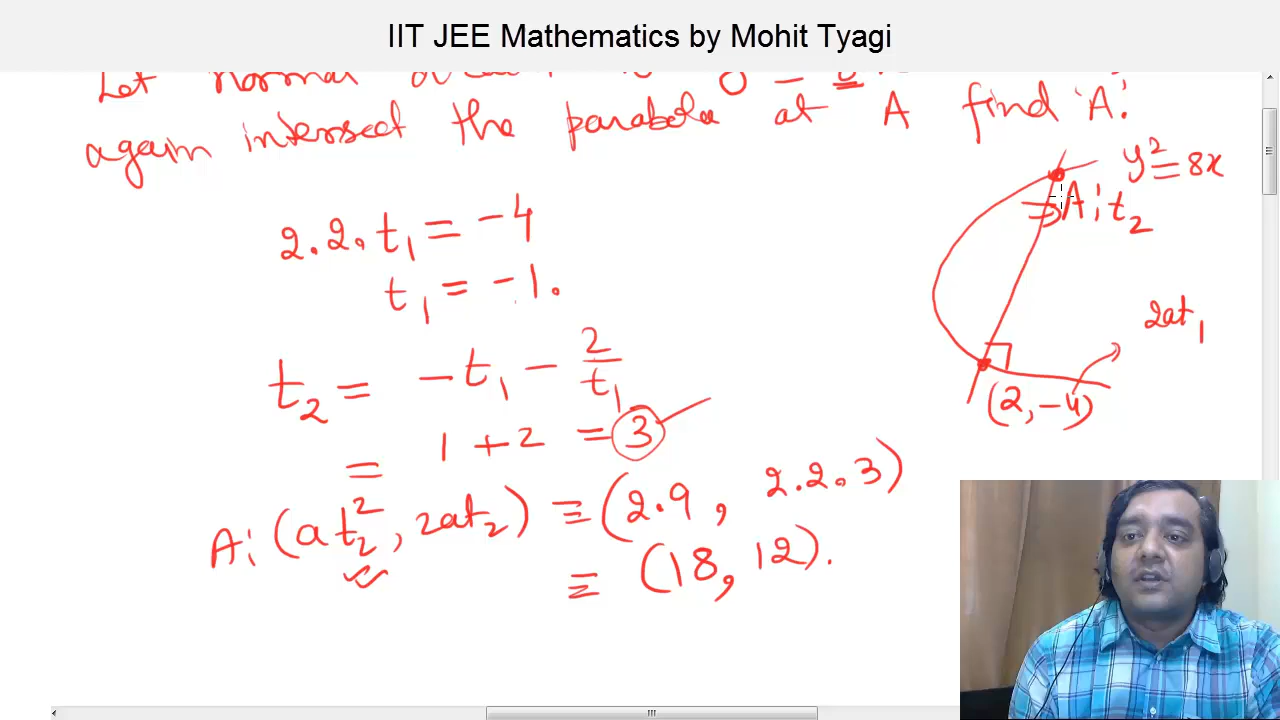 IIT JEE Mathematics by Mohit Tyagi
Let normal
again intersect the parabola at A find 'A'.
y² = 8x
A; t₂
2.2.t₁ = -4
t₁ = -1.
2at₁
t₂ = -t₁ - 2/t₁
(2, -4)
= 1 + 2 = 3
A; (at₂², 2at₂) ≡ (2.9, 2.2.3)
≡ (18, 12).